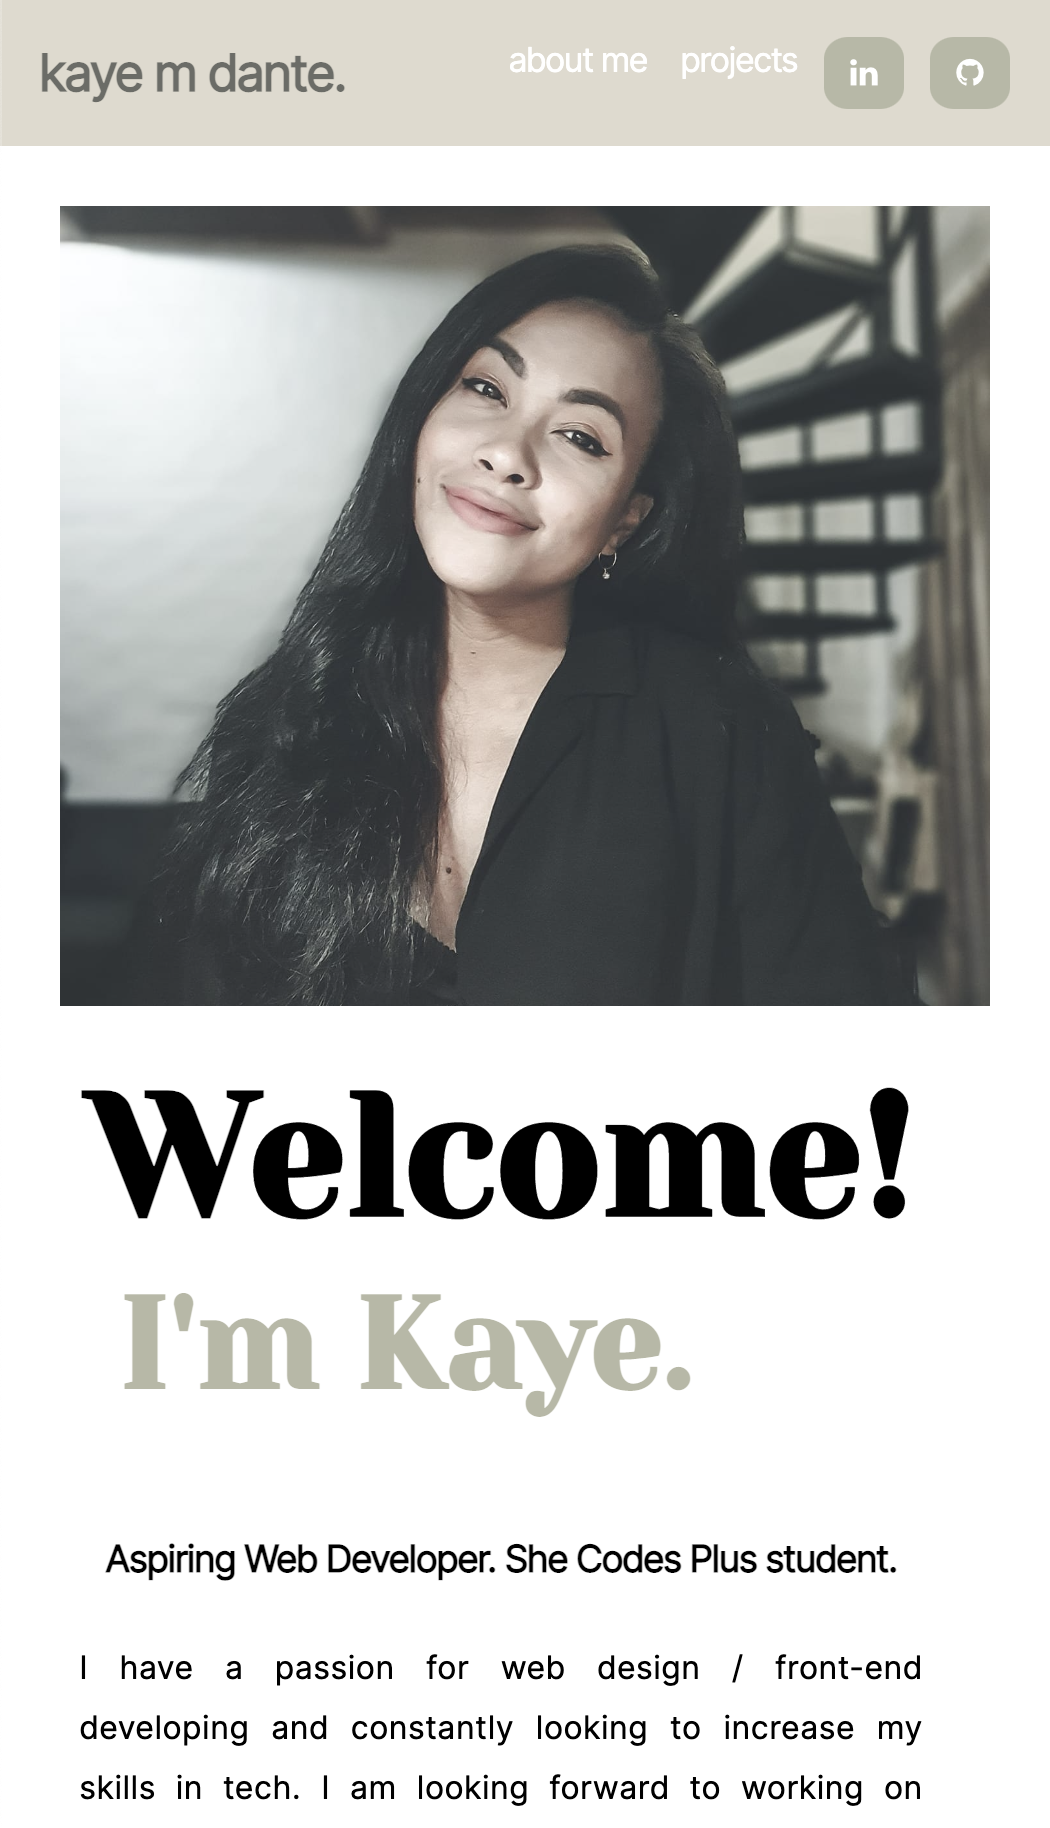 kaye m dante.
about me projects in
Welcome!
I'm Kaye.
Aspiring Web Developer. She Codes Plus student.
I have a passion for web design / front-end
developing and constantly looking to increase my
skills in tech. I am looking forward to working on